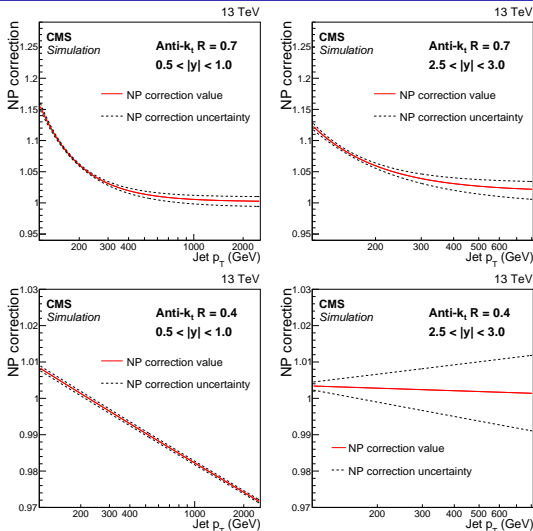 13 TeV
CMS
Simulation
Anti-kt R = 0.7
0.5 < |y| < 1.0
NP correction value
NP correction uncertainty
NP correction
1.25
1.2
1.15
1.1
1.05
1
0.95
200 300 400 1000 2000
Jet pT (GeV)
13 TeV
CMS
Simulation
Anti-kt R = 0.7
2.5 < |y| < 3.0
NP correction value
NP correction uncertainty
NP correction
1.25
1.2
1.15
1.1
1.05
1
0.95
200 300 400 500 600
Jet pT (GeV)
13 TeV
CMS
Simulation
Anti-kt R = 0.4
0.5 < |y| < 1.0
NP correction value
NP correction uncertainty
NP correction
1.03
1.02
1.01
1
0.99
0.98
0.97
200 300 400 1000 2000
Jet pT (GeV)
13 TeV
CMS
Simulation
Anti-kt R = 0.4
2.5 < |y| < 3.0
NP correction value
NP correction uncertainty
NP correction
1.03
1.02
1.01
1
0.99
0.98
0.97
200 300 400 500 600
Jet pT (GeV)